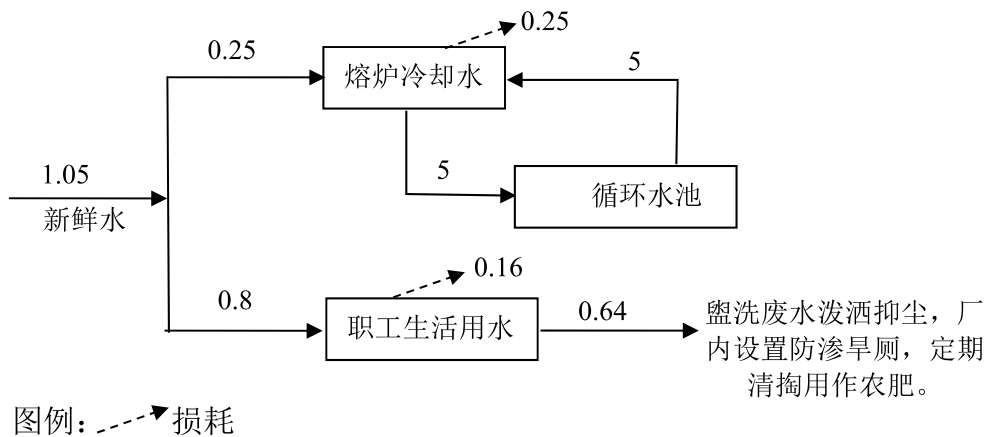 0.25
0.25
熔炉冷却水
5
1.05
5
新鲜水
循环水池
0.16
0.8
职工生活用水
0.64
盥洗废水泼洒抑尘，厂
内设置防渗旱厕，定期
清掏用作农肥。
图例： 损耗